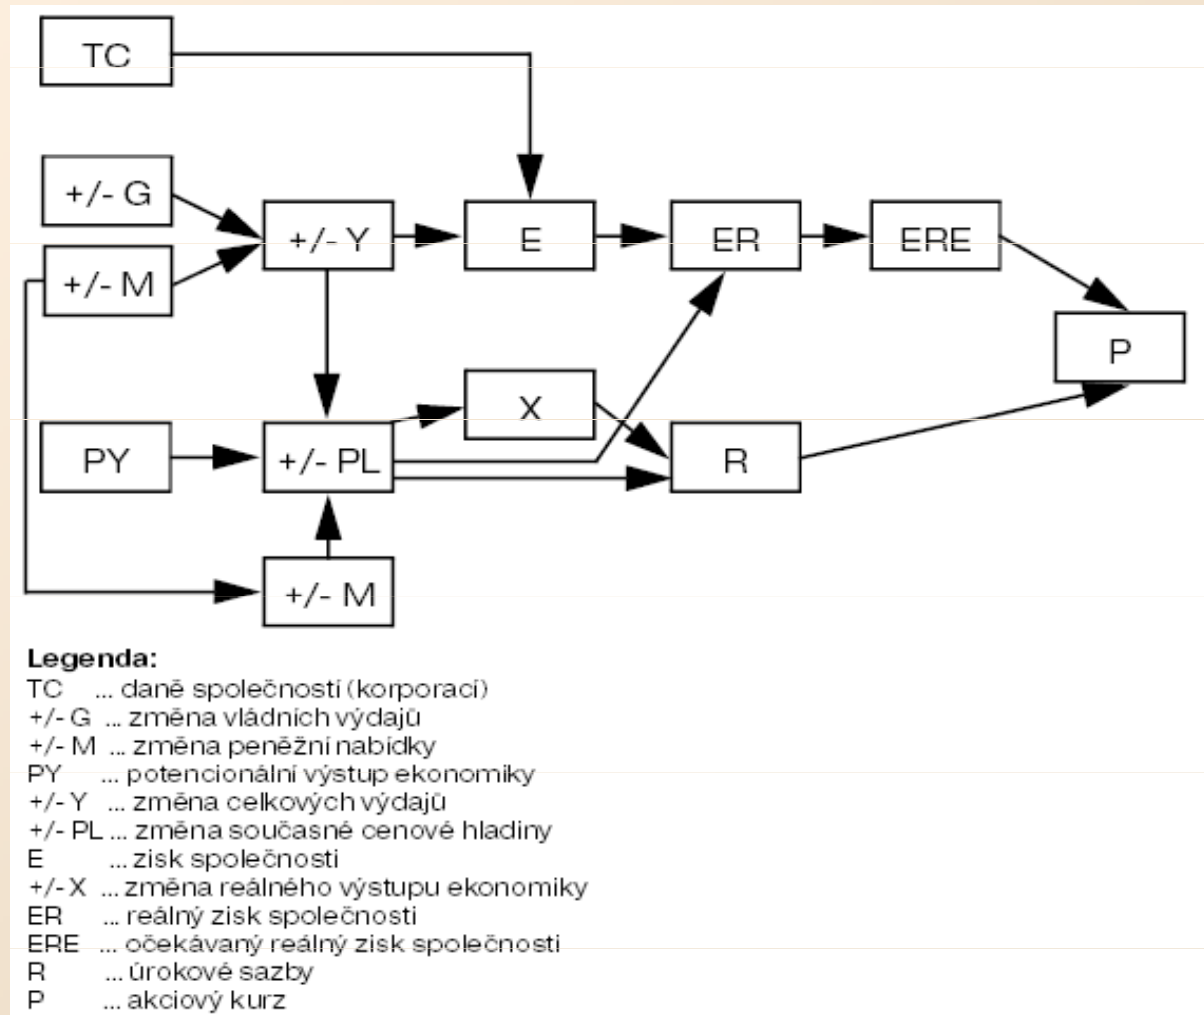 TC
+/- G
+/- Y
E
ER
ERE
+/- M
P
X
PY
+/- PL
R
+/- M
Legenda:
TC ... daně společností (korporací)
+/- G ... změna vládních výdajů
+/- M ... změna peněžní nabídky
PY ... potencionální výstup ekonomiky
+/- Y ... změna celkových výdajů
+/- PL ... změna současné cenové hladiny
E ... zisk společnosti
+/- X ... změna reálného výstupu ekonomiky
ER ... reálný zisk společnosti
ERE ... očekávaný reálný zisk společnosti
R ... úrokové sazby
P ... akciový kurz